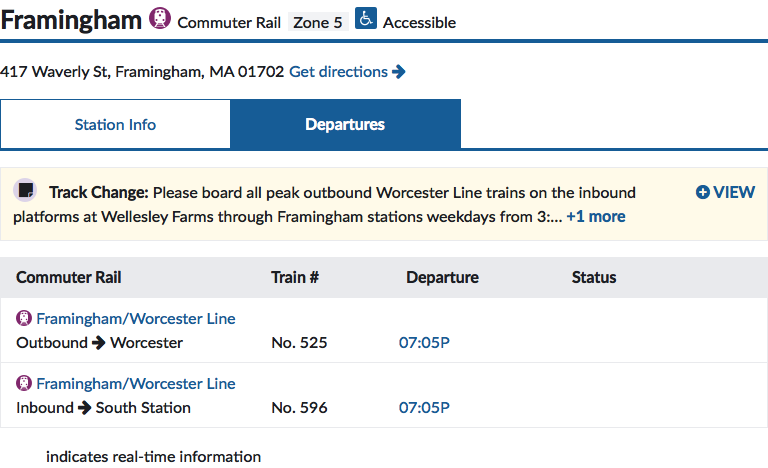 Framingham Commuter Rail Zone 5 Accessible
417 Waverly St, Framingham, MA 01702 Get directions
Station Info Departures
Track Change: Please board all peak outbound Worcester Line trains on the inbound VIEW
platforms at Wellesley Farms through Framingham stations weekdays from 3:... +1 more
Commuter Rail Train # Departure Status
Framingham/Worcester Line
Outbound → Worcester No. 525 07:05P
Framingham/Worcester Line
Inbound → South Station No. 596 07:05P
indicates real-time information